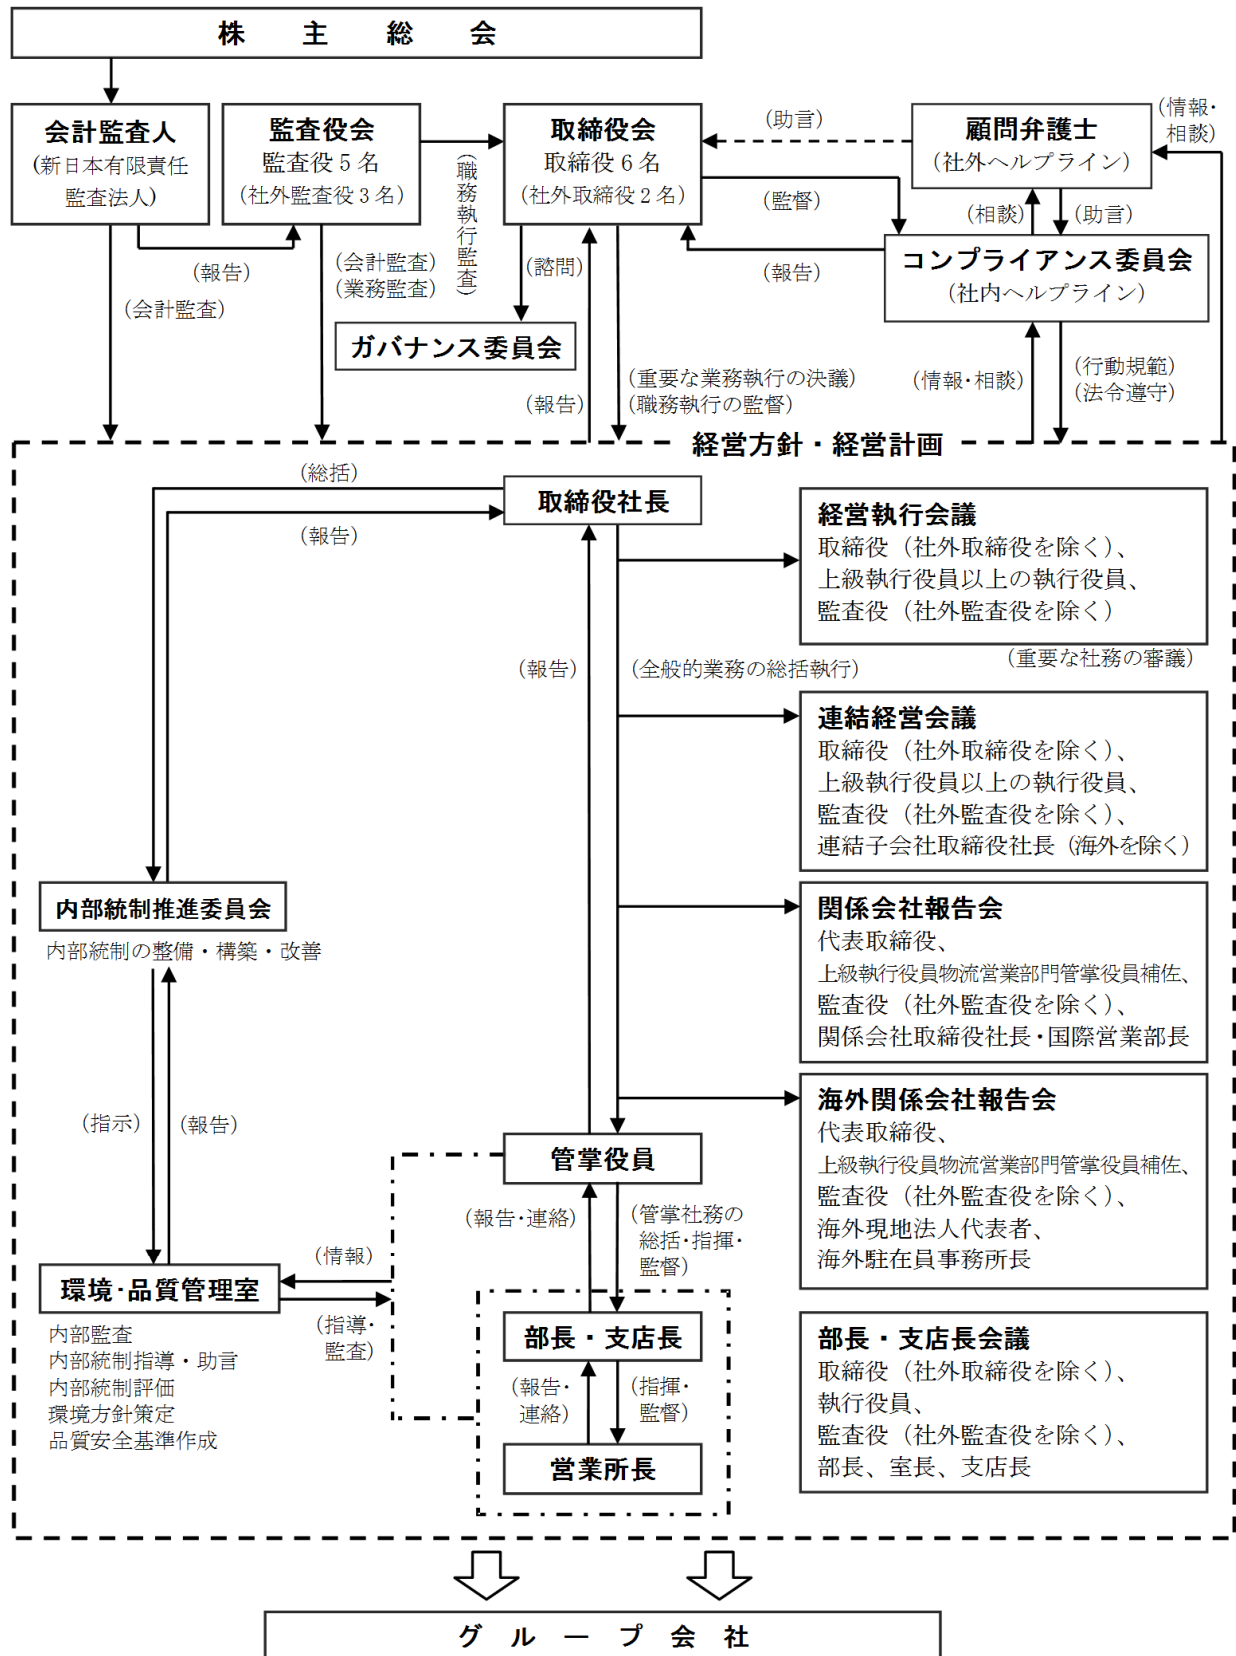 株主総会
会計監査人
(新日本有限責任
監査法人)
監査役会
監査役5名
(社外監査役3名)
取締役会
取締役6名
(社外取締役2名)
顧問弁護士
(社外ヘルプライン)
(情報・
相談)
(助言)
(監督)
(相談)
(助言)
(報告)
(職務執行監査)
(報告)
コンプライアンス委員会
(社内ヘルプライン)
(会計監査)
(会計監査)
(業務監査)
(諮問)
ガバナンス委員会
(報告)
(重要な業務執行の決議)
(職務執行の監督)
(情報・相談)
(行動規範)
(法令遵守)
経営方針・経営計画
(総括)
(報告)
取締役社長
経営執行会議
取締役（社外取締役を除く）、
上級執行役員以上の執行役員、
監査役（社外監査役を除く）
(重要な社務の審議)
(報告)
(全般的業務の総括執行)
連結経営会議
取締役（社外取締役を除く）、
上級執行役員以上の執行役員、
監査役（社外監査役を除く）、
連結子会社取締役社長（海外を除く）
内部統制推進委員会
内部統制の整備・構築・改善
関係会社報告会
代表取締役、
上級執行役員物流営業部門管掌役員補佐、
監査役（社外監査役を除く）、
関係会社取締役社長・国際営業部長
(指示)
(報告)
海外関係会社報告会
代表取締役、
上級執行役員物流営業部門管掌役員補佐、
監査役（社外監査役を除く）、
海外現地法人代表者、
海外駐在員事務所長
管掌役員
(報告・連絡)
(管掌社務の
総括・指揮・
監督)
(情報)
環境・品質管理室
(指導・
監査)
内部監査
内部統制指導・助言
内部統制評価
環境方針策定
品質安全基準作成
部長・支店長
(報告・
連絡)
(指揮・
監督)
営業所長
部長・支店長会議
取締役（社外取締役を除く）、
執行役員、
監査役（社外監査役を除く）、
部長、室長、支店長
グループ会社